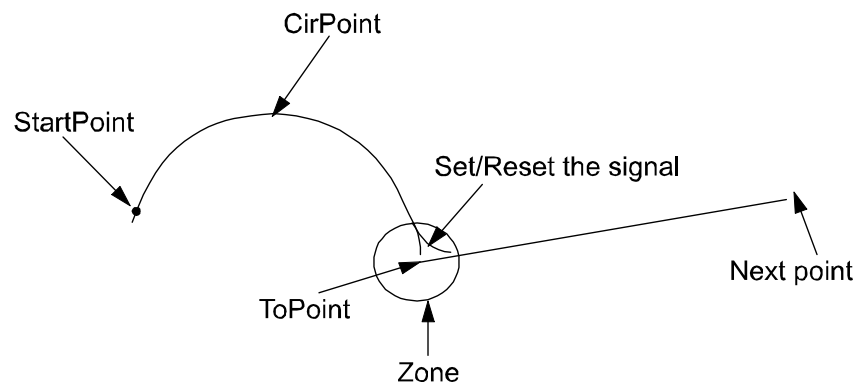 CirPoint
StartPoint
Set/Reset the signal
Next point
ToPoint
Zone